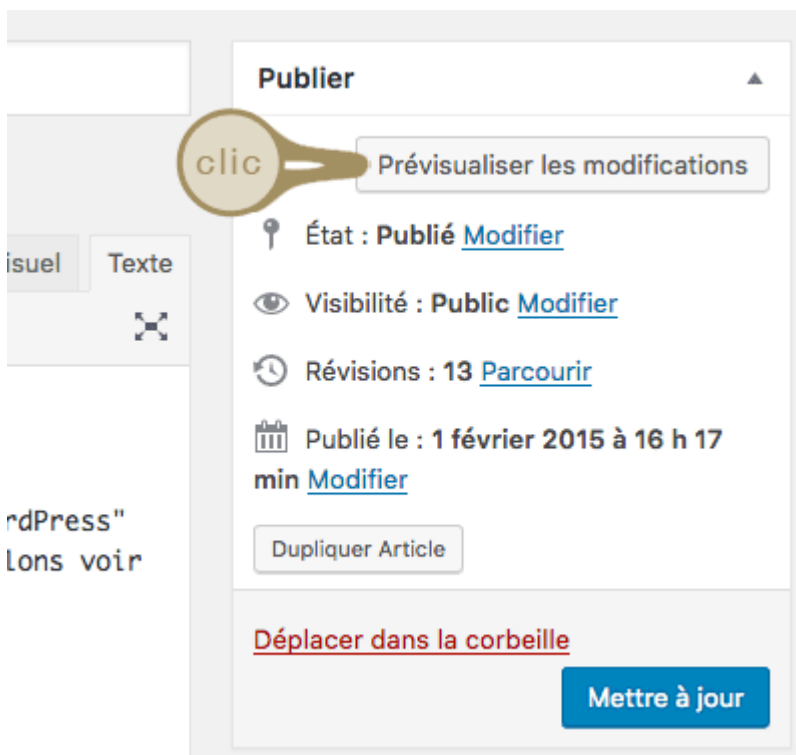 Publier
clic
Prévisualiser les modifications
État : Publié Modifier
isuel
Texte
Visibilité : Public Modifier
Révisions : 13 Parcourir
Publié le : 1 février 2015 à 16 h 17
min Modifier
rdPress"
lons voir
Dupliquer Article
Déplacer dans la corbeille
Mettre à jour